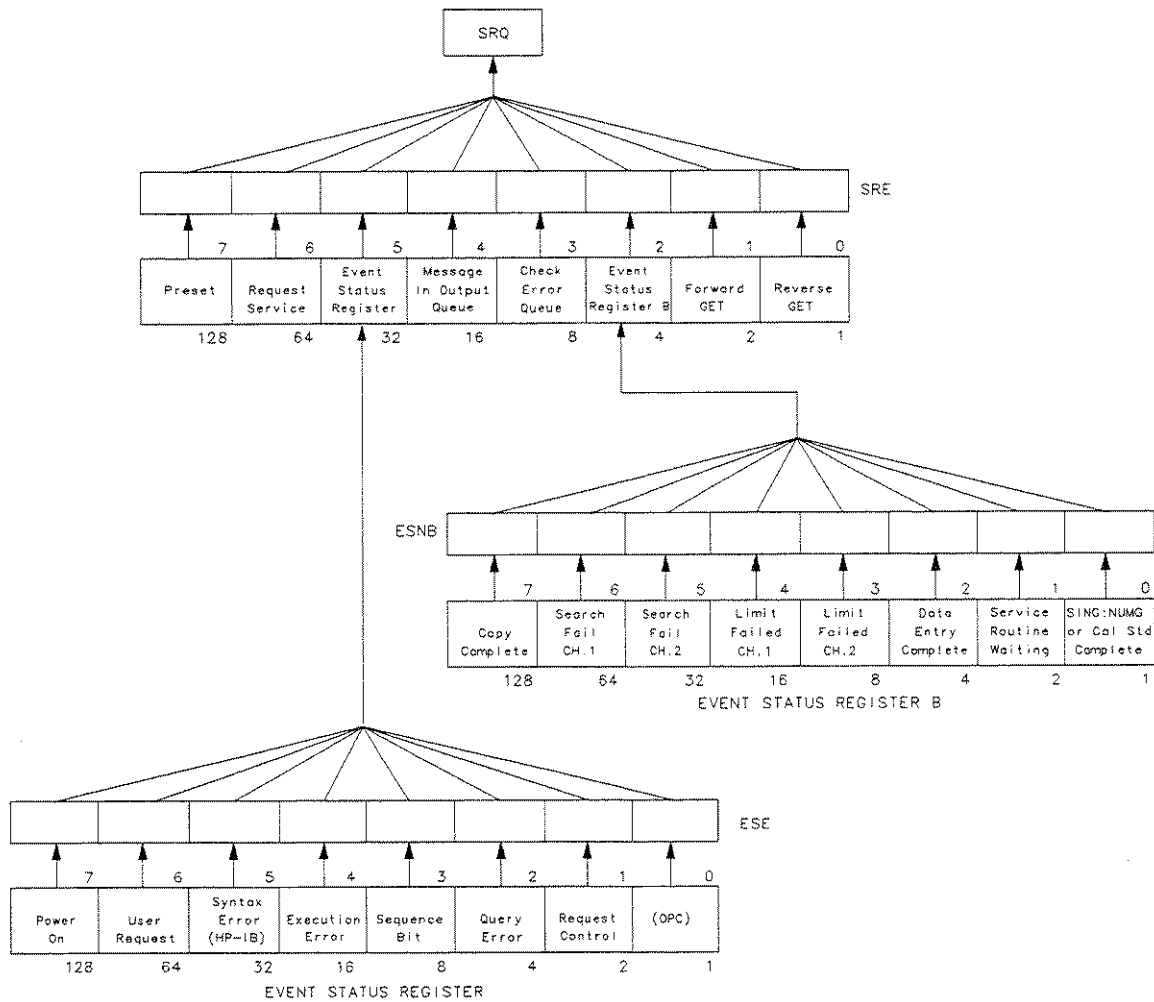 SRQ
SRE
7 6 5 4 3 2 1 0
Preset
Request
Service
Event
Status
Register
Message
In Output
Queue
Check
Error
Queue
Event
Status
Register B
Forward
GET
Reverse
GET
128 64 32 16 8 4 2 1
ESNB
7 6 5 4 3 2 1 0
Copy
Complete
Search
Fail
CH.1
Search
Fail
CH.2
Limit
Failed
CH.1
Limit
Failed
CH.2
Data
Entry
Complete
Service
Routine
Waiting
SING:NUMG
or Cal Std
Complete
128 64 32 16 8 4 2 1
EVENT STATUS REGISTER B
ESE
7 6 5 4 3 2 1 0
Power
On
User
Request
Syntax
Error
(HP-IB)
Execution
Error
Sequence
Bit
Query
Error
Request
Control
(OPC)
128 64 32 16 8 4 2 1
EVENT STATUS REGISTER